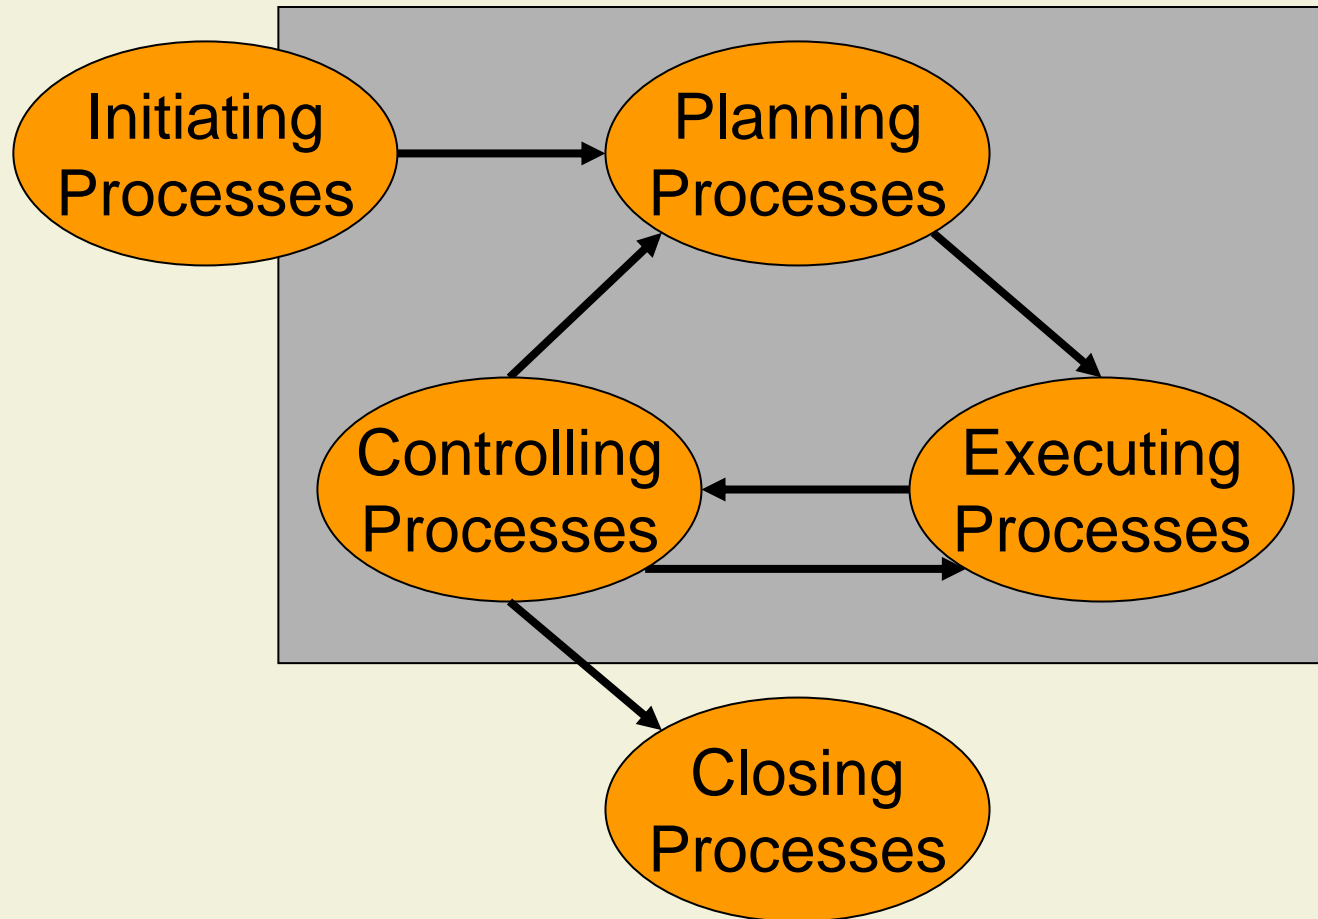 Initiating
Processes
Planning
Processes
Controlling
Processes
Executing
Processes
Closing
Processes